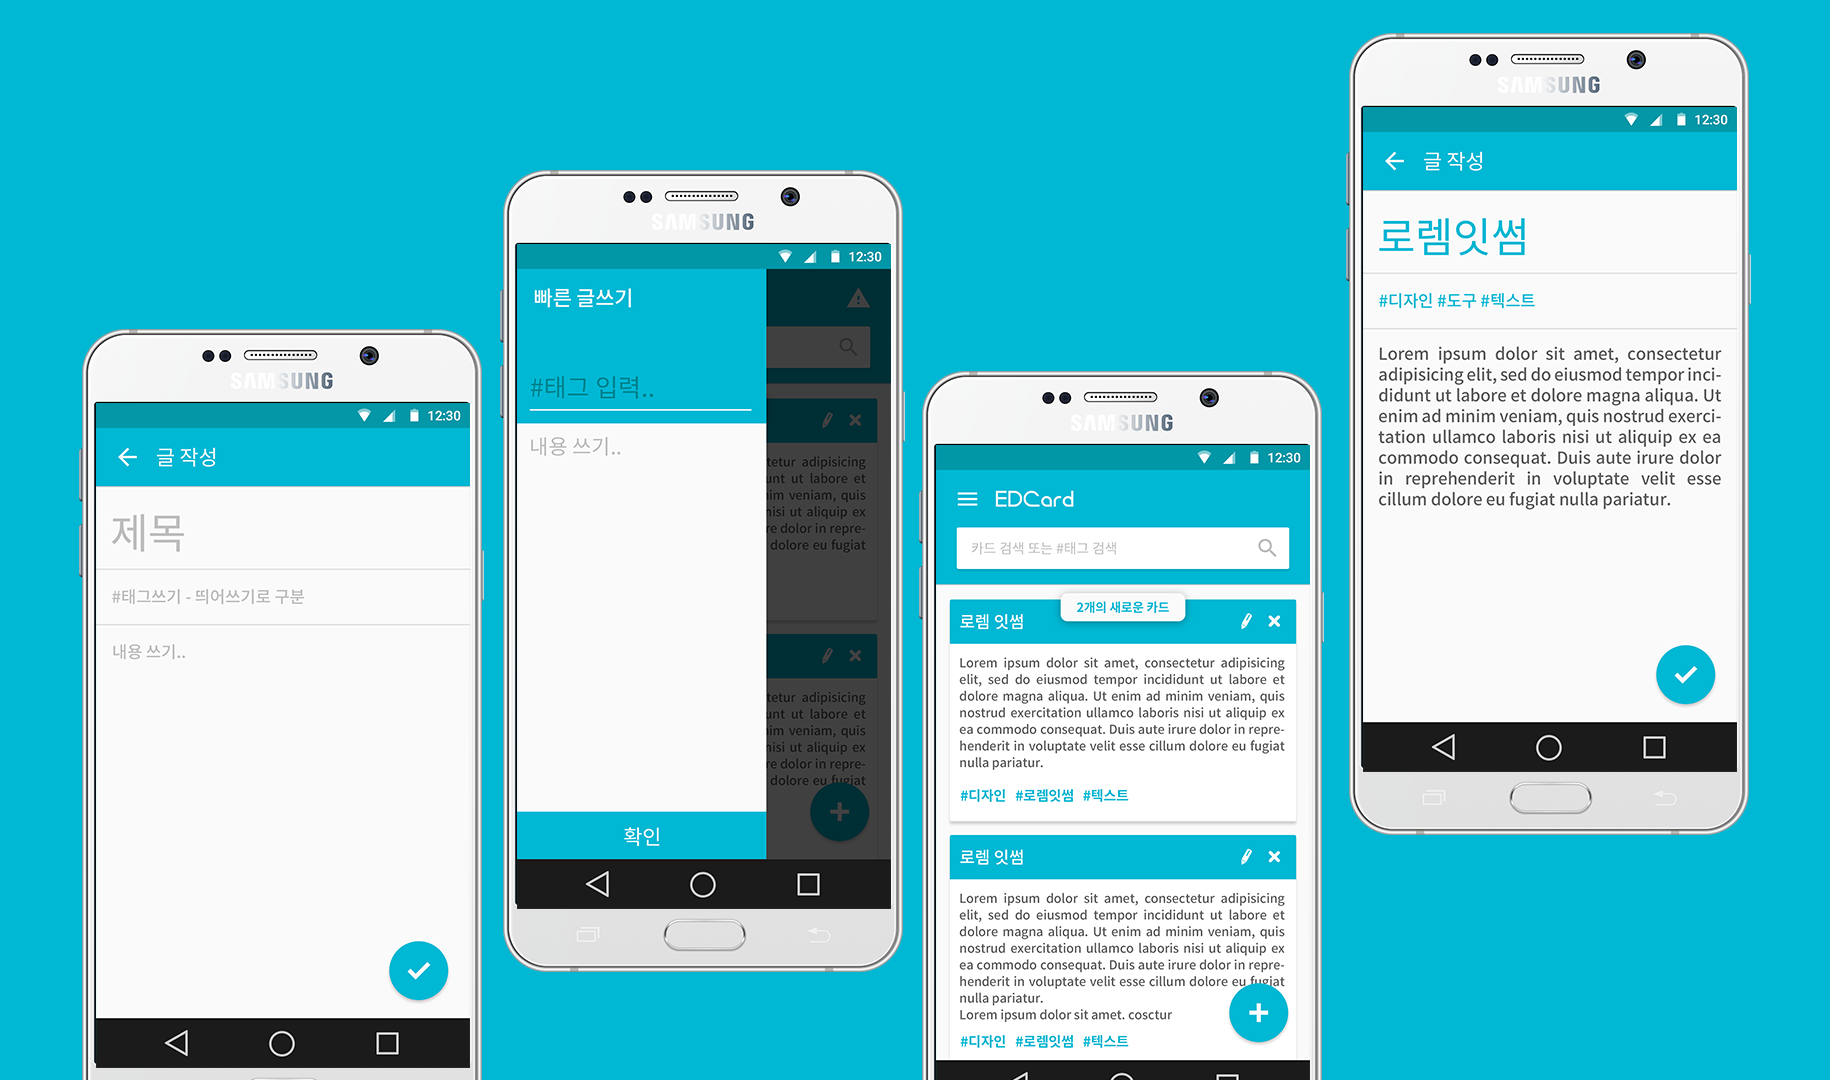 SAMSUNG
12:30
글 작성
제목
#태그쓰기 - 띄어쓰기로 구분
내용 쓰기..
SAMSUNG
12:30
빠른 글쓰기
#태그 입력..
내용 쓰기..
tetur adipisicing
unt ut labore et
im veniam, quis
nisi ut aliquip ex
re dolor in repre-
dolore eu fugiat
tetur adipisicing
unt ut labore et
im veniam, quis
nisi ut aliquip ex
re dolor in repre-
dolore eu fugiat
확인
SAMSUNG
12:30
EDCard
카드 검색 또는 #태그 검색
2개의 새로운 카드
로렘 잇썸
Lorem ipsum dolor sit amet, consectetur adipisicing
elit, sed do eiusmod tempor incididunt ut labore et
dolore magna aliqua. Ut enim ad minim veniam, quis
nostrud exercitation ullamco laboris nisi ut aliquip ex
ea commodo consequat. Duis aute irure dolor in repre-
henderit in voluptate velit esse cillum dolore eu fugiat
nulla pariatur.
#디자인 #로렘잇썸 #텍스트
로렘 잇썸
Lorem ipsum dolor sit amet, consectetur adipisicing
elit, sed do eiusmod tempor incididunt ut labore et
dolore magna aliqua. Ut enim ad minim veniam, quis
nostrud exercitation ullamco laboris nisi ut aliquip ex
ea commodo consequat. Duis aute irure dolor in repre-
henderit in voluptate velit esse cillum dolore eu fugiat
nulla pariatur.
Lorem ipsum dolor sit amet. cosctur
#디자인 #로렘잇썸 #텍스트
SAMSUNG
12:30
글 작성
로렘잇썸
#디자인 #도구 #텍스트
Lorem ipsum dolor sit amet, consectetur
adipisicing elit, sed do eiusmod tempor inci-
didunt ut labore et dolore magna aliqua. Ut
enim ad minim veniam, quis nostrud exerci-
tation ullamco laboris nisi ut aliquip ex ea
commodo consequat. Duis aute irure dolor
in reprehenderit in voluptate velit esse
cillum dolore eu fugiat nulla pariatur.